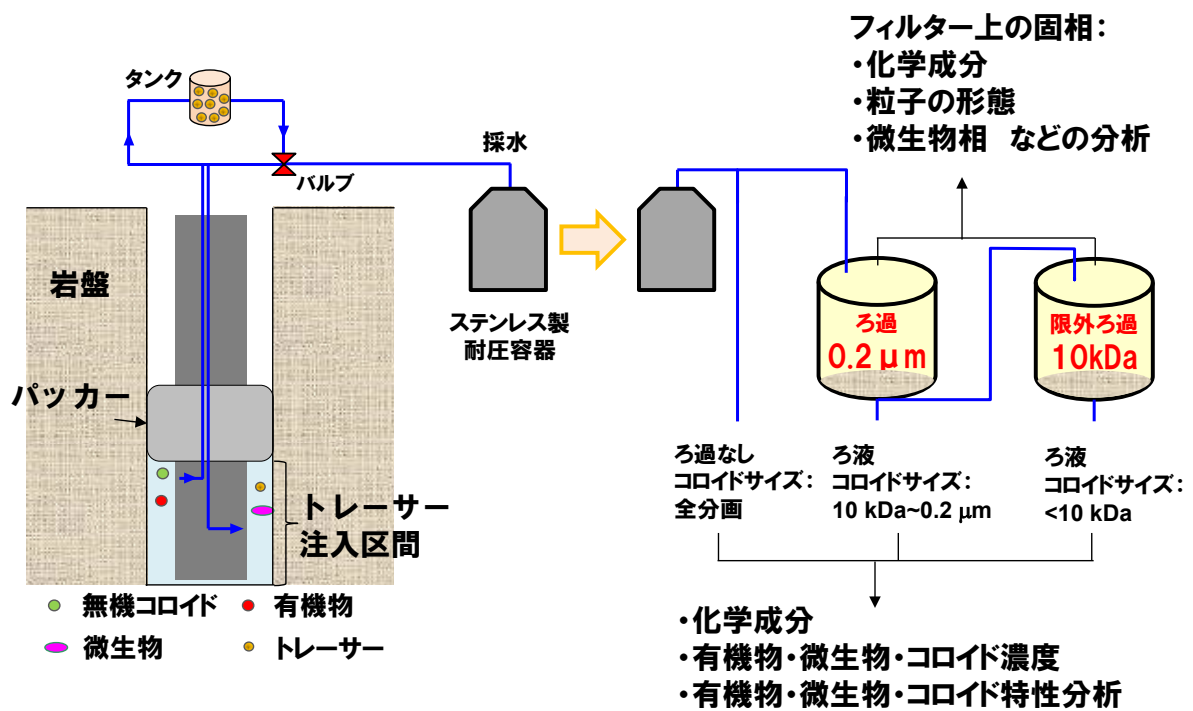 フィルター上の固相：
・化学成分
・粒子の形態
・微生物相　などの分析
タンク
採水
バルブ
岩盤
ステンレス製
耐圧容器
ろ過
0.2μm
限外ろ過
10kDa
パッカー
トレーサー
注入区間
ろ過なし
コロイドサイズ：
全分画
ろ液
コロイドサイズ：
10 kDa~0.2 μm
ろ液
コロイドサイズ：
<10 kDa
無機コロイド
有機物
微生物
トレーサー
・化学成分
・有機物・微生物・コロイド濃度
・有機物・微生物・コロイド特性分析